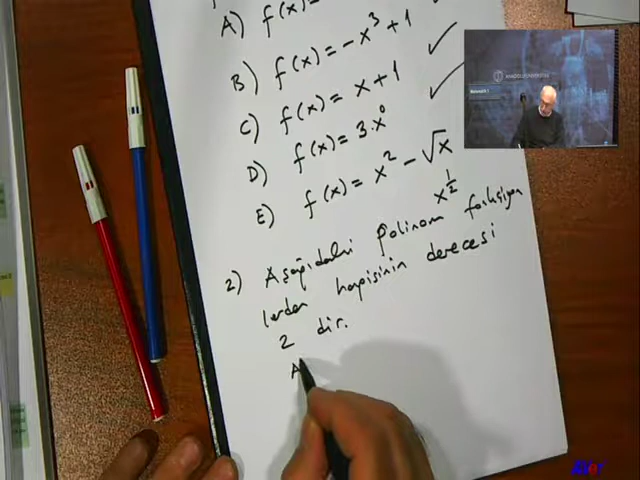 A) f(x)=
B) f(x) = -x³ + 1 ✓
C) f(x) = x + 1 ✓
D) f(x) = 3.x⁰
E) f(x) = x² - √x
x^{1/2}
2) Aşağıdaki polinom fonksiyon
lardan hangisinin derecesi
2 dir.
A